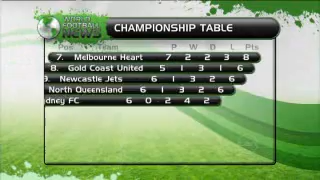 WORLD
FOOTBALL
NEWS
CHAMPIONSHIP TABLE
Pos Team P W D L Pts
7. Melbourne Heart 7 2 2 3 8
8. Gold Coast United 5 1 3 1 6
9. Newcastle Jets 6 1 3 2 6
North Queensland 6 1 3 2 6
dney FC 6 0 2 4 2